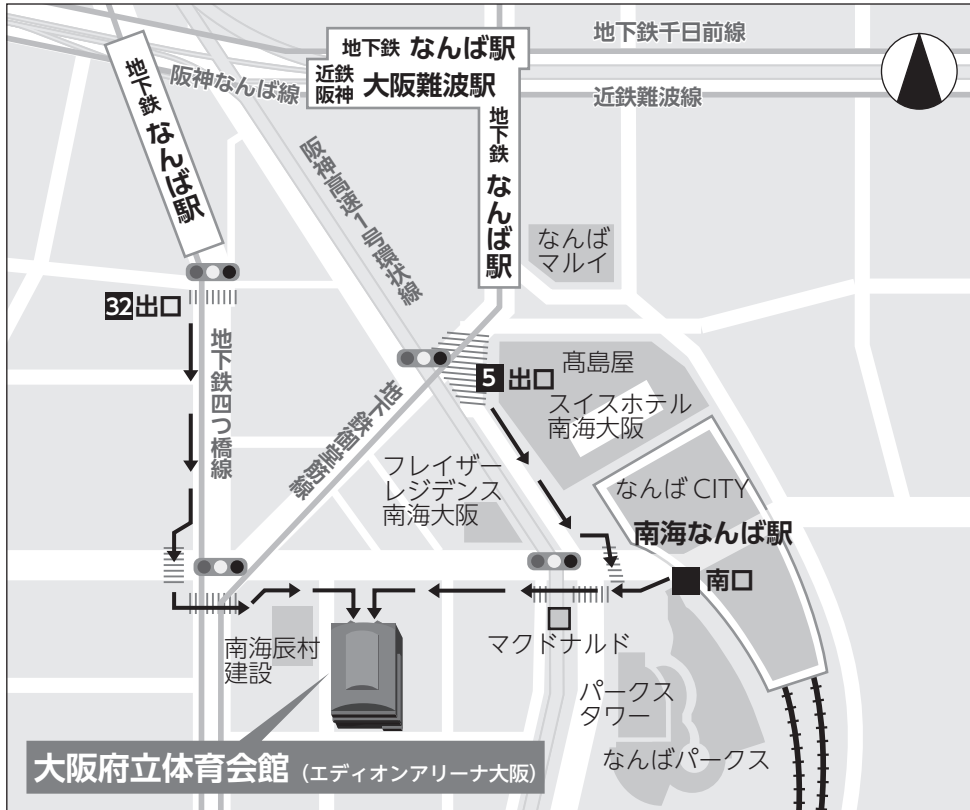 地下鉄 なんば駅
地下鉄千日前線
近鉄
阪神 大阪難波駅
阪神なんば線
近鉄難波線
地下鉄 なんば駅
地下鉄 なんば駅
阪神高速1号環状線
なんば
マルイ
32出口
地下鉄四つ橋線
地下鉄御堂筋線
5 出口
髙島屋
スイスホテル
南海大阪
フレイザー
レジデンス
南海大阪
なんばCITY
南海なんば駅
南口
マクドナルド
南海辰村
建設
パークス
タワー
なんばパークス
大阪府立体育会館（エディオンアリーナ大阪）